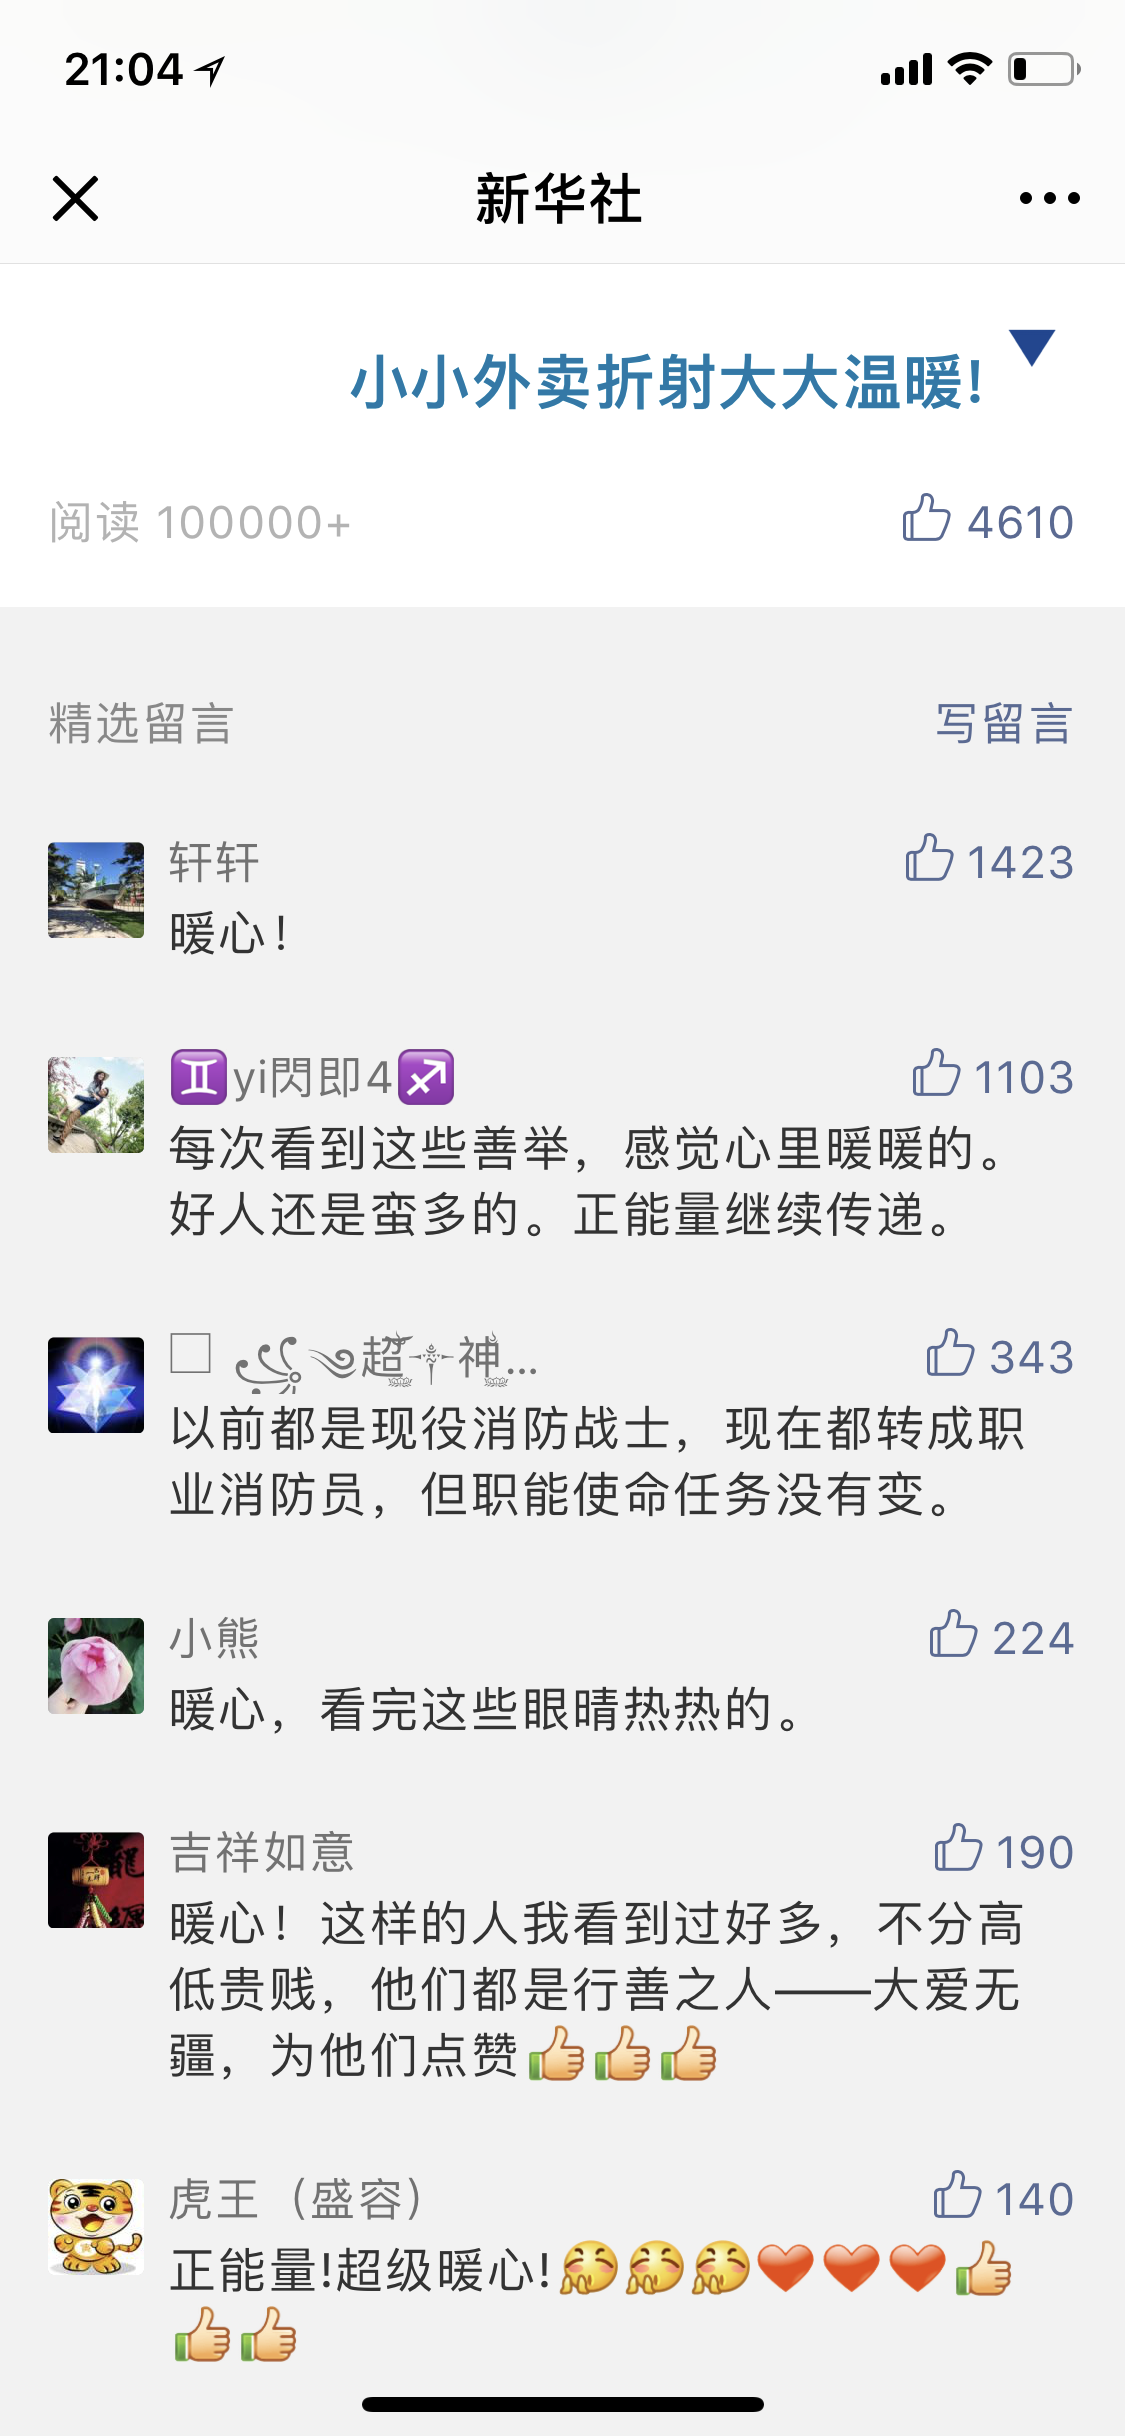 21:04
新华社
小小外卖折射大大温暖!
阅读 100000+
4610
精选留言
写留言
轩轩
1423
暖心！
♊yi閃即4♐
1103
每次看到这些善举，感觉心里暖暖的。
好人还是蛮多的。正能量继续传递。
超 神...
343
以前都是现役消防战士，现在都转成职
业消防员，但职能使命任务没有变。
小熊
224
暖心，看完这些眼睛热热的。
吉祥如意
190
暖心！这样的人我看到过好多，不分高
低贵贱，他们都是行善之人——大爱无
疆，为他们点赞👍👍👍
虎王（盛容）
140
正能量!超级暖心!🤗🤗🤗❤❤❤👍
👍👍